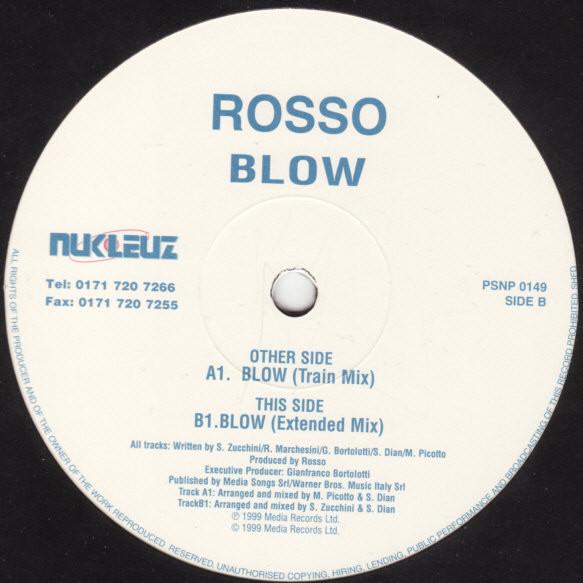 ROSSO
BLOW
NUKLEUZ
Tel: 0171 720 7266
Fax: 0171 720 7255
PSNP 0149
SIDE B
OTHER SIDE
A1. BLOW (Train Mix)
THIS SIDE
B1.BLOW (Extended Mix)
All tracks: Written by S. Zucchini/R. Marchesini/G. Bortolotti/S. Dian/M. Picotto
Produced by Rosso
Executive Producer: Gianfranco Bortolotti
Published by Media Songs Srl/Warner Bros. Music Italy Srl
Track A1: Arranged and mixed by M. Picotto & S. Dian
TrackB1: Arranged and mixed by S. Zucchini & S. Dian
℗ 1999 Media Records Ltd.
© 1999 Media Records Ltd.
ALL RIGHTS OF THE PRODUCER AND OF THE OWNER OF THE WORK REPRODUCED RESERVED. UNAUTHORISED COPYING, HIRING, LENDING, PUBLIC PERFORMANCE AND BROADCASTING OF THIS RECORD PROHIBITED. SHED.